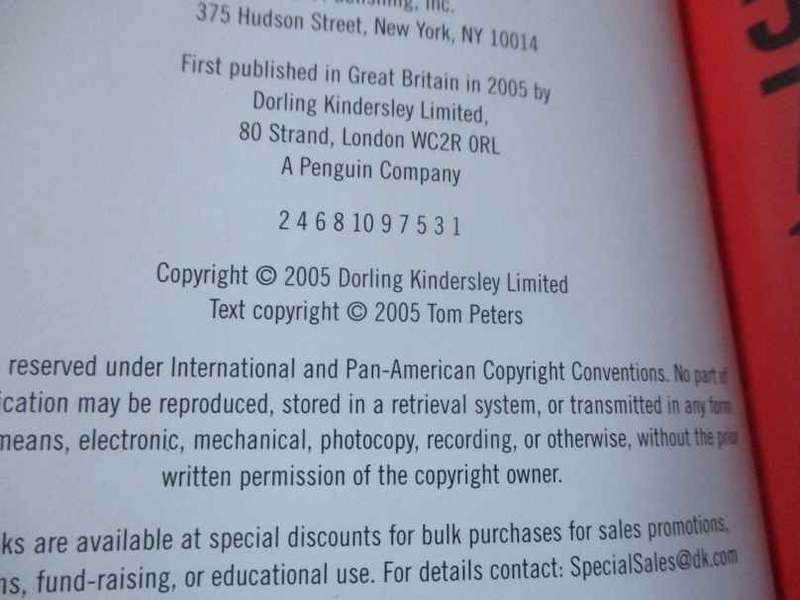 Publishing, Inc.
375 Hudson Street, New York, NY 10014
First published in Great Britain in 2005 by
Dorling Kindersley Limited,
80 Strand, London WC2R 0RL
A Penguin Company
2 4 6 8 10 9 7 5 3 1
Copyright © 2005 Dorling Kindersley Limited
Text copyright © 2005 Tom Peters
reserved under International and Pan-American Copyright Conventions. No part of
ication may be reproduced, stored in a retrieval system, or transmitted in any form
means, electronic, mechanical, photocopy, recording, or otherwise, without the prior
written permission of the copyright owner.
ks are available at special discounts for bulk purchases for sales promotions,
ns, fund-raising, or educational use. For details contact: SpecialSales@dk.com